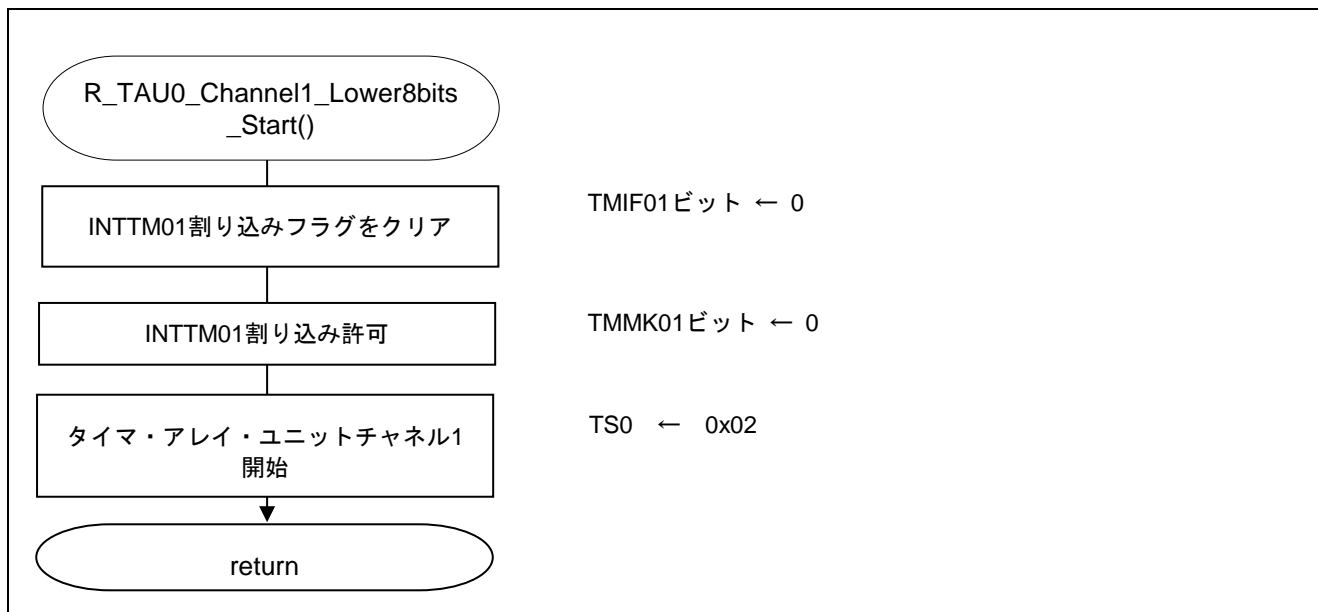 R_TAU0_Channel1_Lower8bits
_Start()
INTTM01割り込みフラグをクリア
TMIF01ビット ← 0
INTTM01割り込み許可
TMMK01ビット ← 0
タイマ・アレイ・ユニットチャネル1
開始
TS0 ← 0x02
return